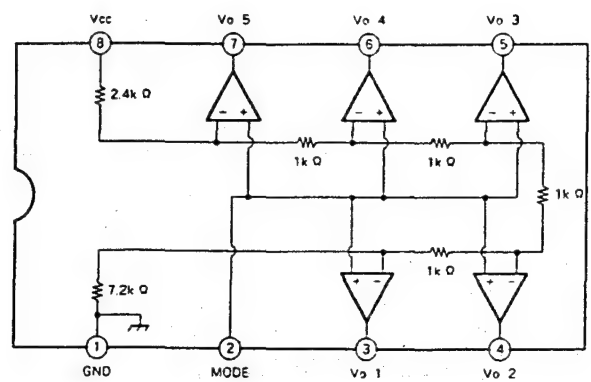 Vcc Vo 5 Vo 4 Vo 3
8 7 6 5
2.4k Ω
- + - + - +
1k Ω 1k Ω
1k Ω
1k Ω
7.2k Ω
+ - + -
1 2 3 4
GND MODE Vo 1 Vo 2